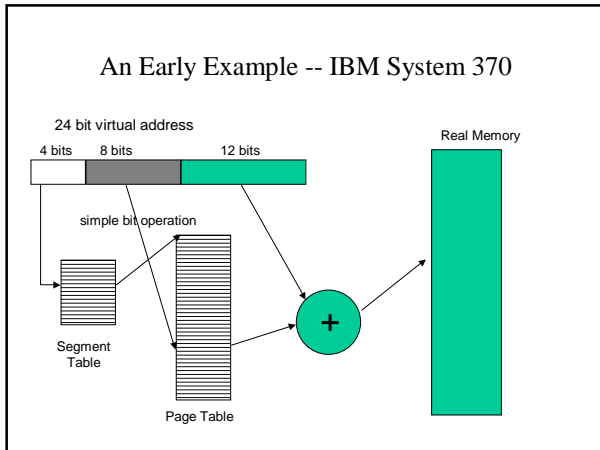 An Early Example -- IBM System 370
24 bit virtual address
4 bits 8 bits 12 bits
Real Memory
simple bit operation
+
Segment
Table
Page Table